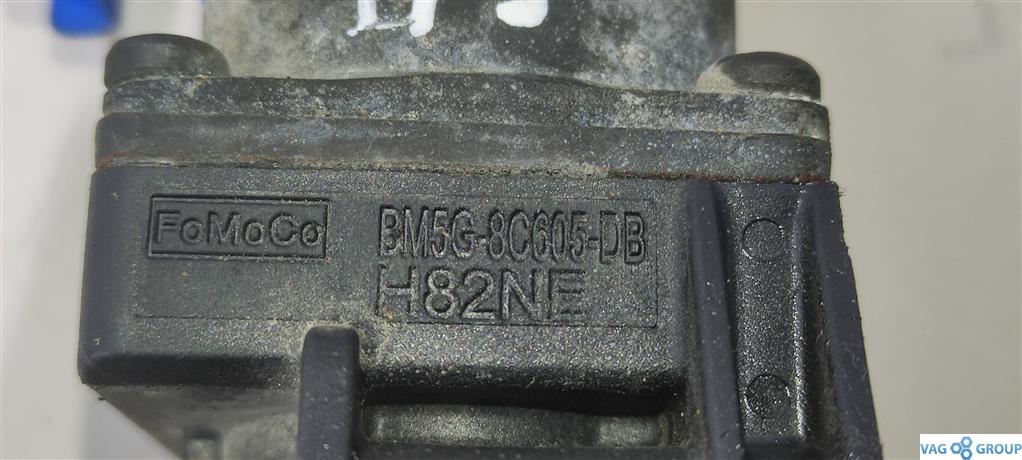 FoMoCo
BM5G-8C605-DB
H82NE
VAG GROUP